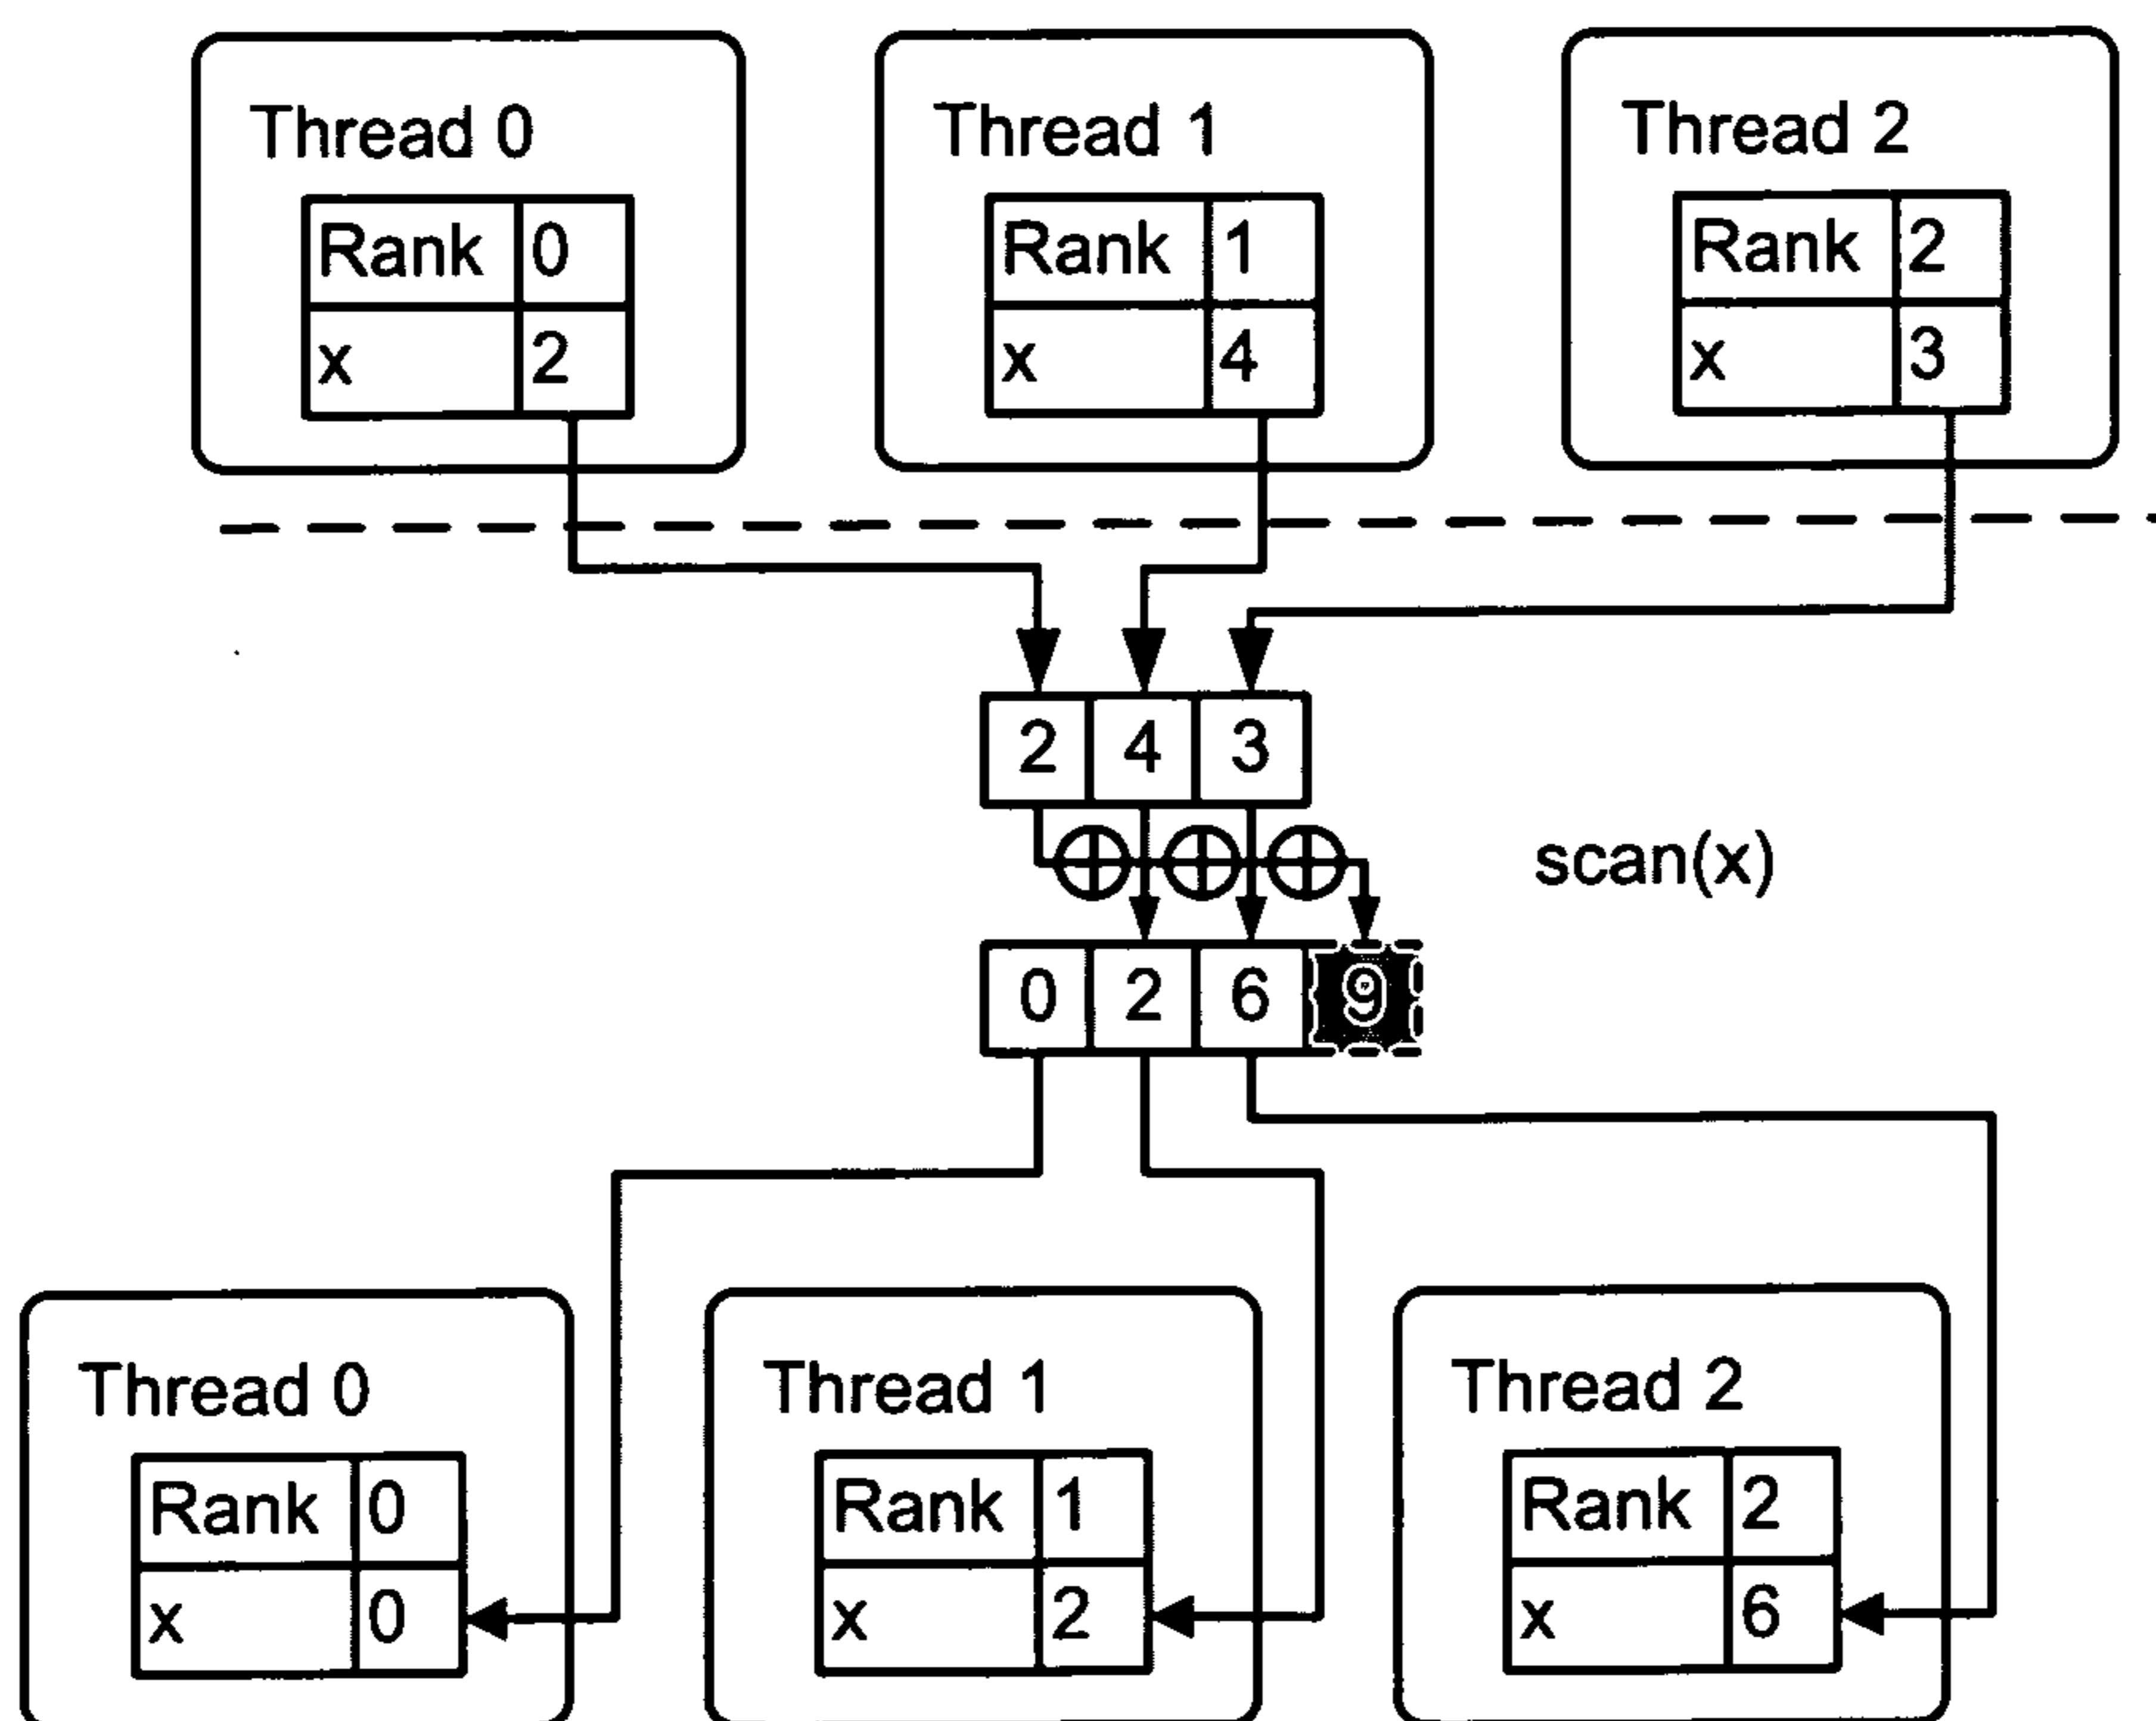 Thread 0 Thread 1 Thread 2
Rank 0 Rank 1 Rank 2
x 2 x 4 x 3
2 4 3
scan(x)
0 2 6 9
Thread 0 Thread 1 Thread 2
Rank 0 Rank 1 Rank 2
x 0 x 2 x 6